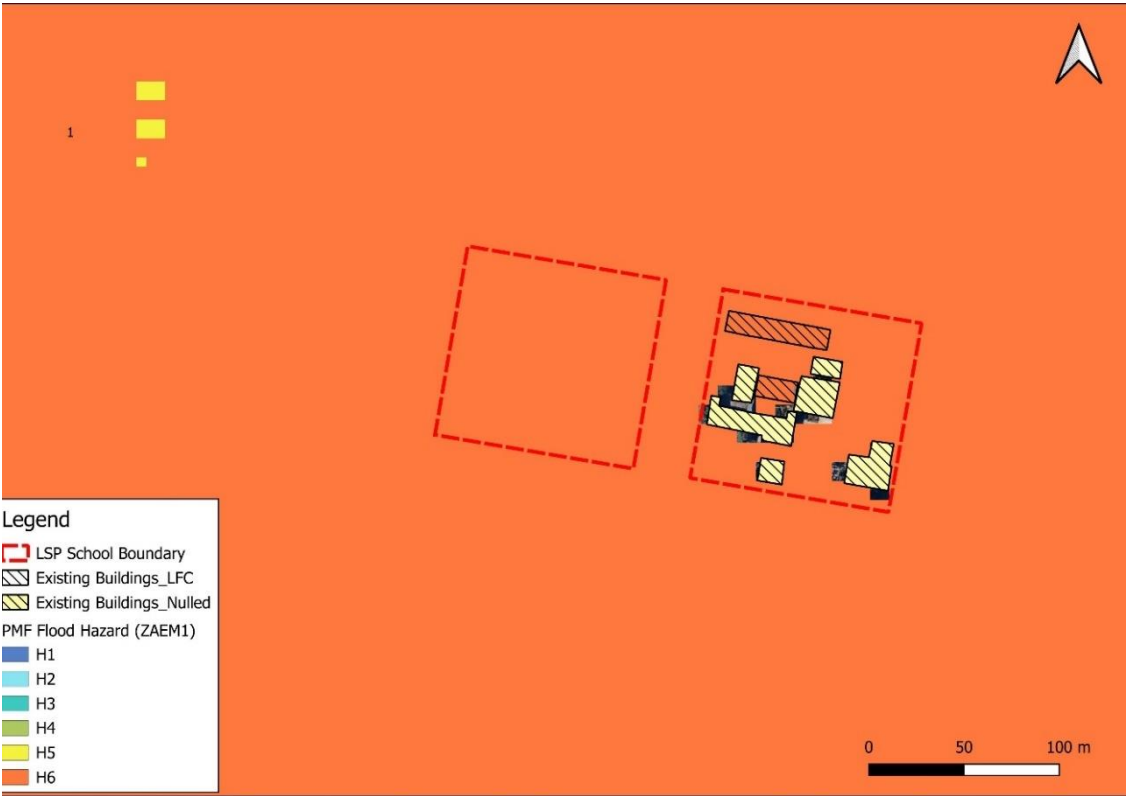 1
Legend
LSP School Boundary
Existing Buildings_LFC
Existing Buildings_Nulled
PMF Flood Hazard (ZAEM1)
H1
H2
H3
H4
H5
H6
0 50 100 m